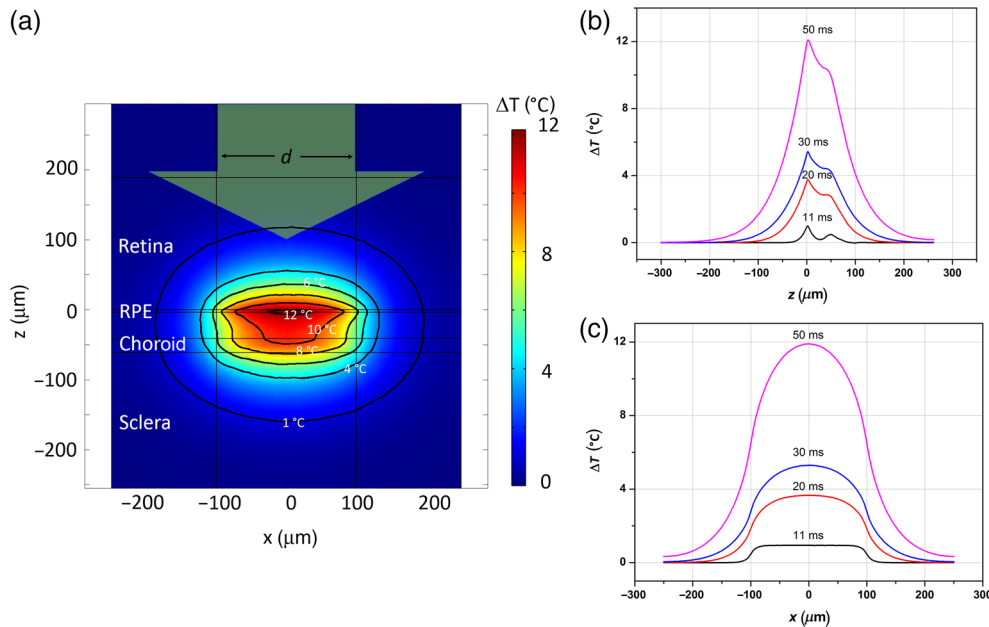 (a)
ΔT (°C)
12
8
4
0
d
200
100
0
−100
−200
z (μm)
Retina
RPE
Choroid
Sclera
6 °C
12 °C
10 °C
8 °C
4 °C
1 °C
−200
−100
0
100
200
x (μm)
(b)
12
8
4
0
ΔT (°C)
50 ms
30 ms
20 ms
11 ms
−300
−200
−100
0
100
200
300
z (μm)
(c)
12
8
4
0
ΔT (°C)
50 ms
30 ms
20 ms
11 ms
−300
−200
−100
0
100
200
300
x (μm)